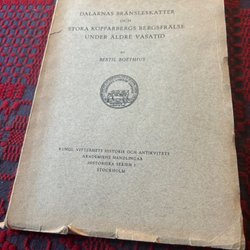 DALARNAS BRÄNSLESKATTER
OCH
STORA KOPPARBERGS BERGSFRÄLSE
UNDER ÄLDRE VASATID
AV
BERTIL BOËTHIUS
KUNGL. VITTERHETS HISTORIE OCH ANTIKVITETS
AKADEMIENS HANDLINGAR
HISTORISKA SERIEN 1
STOCKHOLM